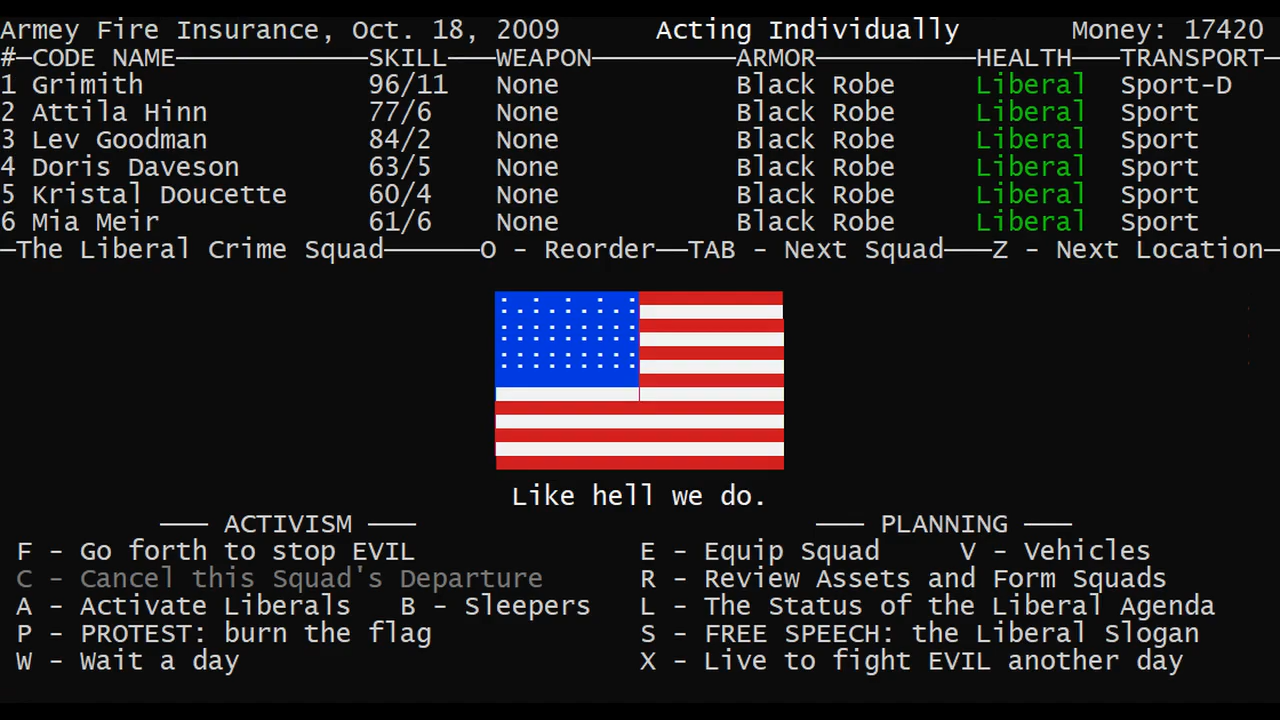 Armey Fire Insurance, Oct. 18, 2009 Acting Individually Money: 17420
#—CODE NAME SKILL WEAPON ARMOR HEALTH TRANSPORT
1 Grimith 96/11 None Black Robe Liberal Sport-D
2 Attila Hinn 77/6 None Black Robe Liberal Sport
3 Lev Goodman 84/2 None Black Robe Liberal Sport
4 Doris Daveson 63/5 None Black Robe Liberal Sport
5 Kristal Doucette 60/4 None Black Robe Liberal Sport
6 Mia Meir 61/6 None Black Robe Liberal Sport
The Liberal Crime Squad O - Reorder TAB - Next Squad Z - Next Location
Like hell we do.
ACTIVISM PLANNING
F - Go forth to stop EVIL E - Equip Squad V - Vehicles
C - Cancel this Squad's Departure R - Review Assets and Form Squads
A - Activate Liberals B - Sleepers L - The Status of the Liberal Agenda
P - PROTEST: burn the flag S - FREE SPEECH: the Liberal Slogan
W - Wait a day X - Live to fight EVIL another day